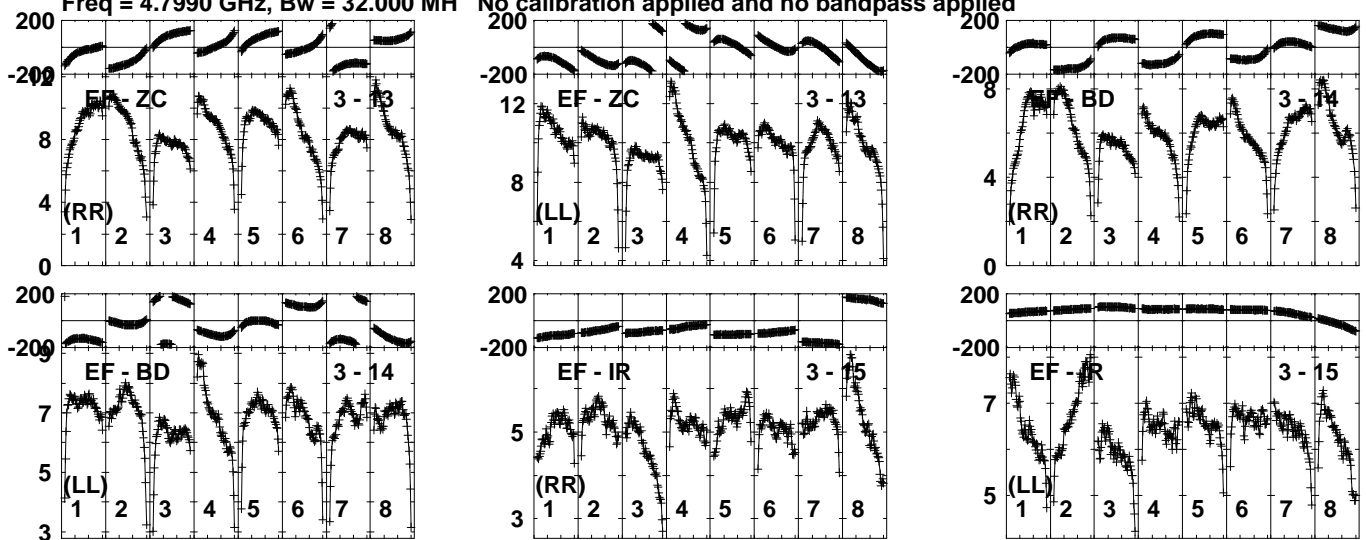 Freq = 4.7990 GHz, Bw = 32.000 MH No calibration applied and no bandpass applied
200 200 200
-200 -200 -200
12 EF - ZC 3 - 13 12 EF - ZC 3 - 13 8 EF - BD 3 - 14
8 8 4
4
(RR) (LL) (RR)
1 2 3 4 5 6 7 8 1 2 3 4 5 6 7 8 1 2 3 4 5 6 7 8
0 4 0
200 200 200
-200 -200 -200
9 EF - BD 3 - 14 EF - IR 3 - 15 EF - IR 3 - 15
7 5 7
5
(LL) (RR) (LL) 5
1 2 3 4 5 6 7 8 1 2 3 4 5 6 7 8 1 2 3 4 5 6 7 8
3 3